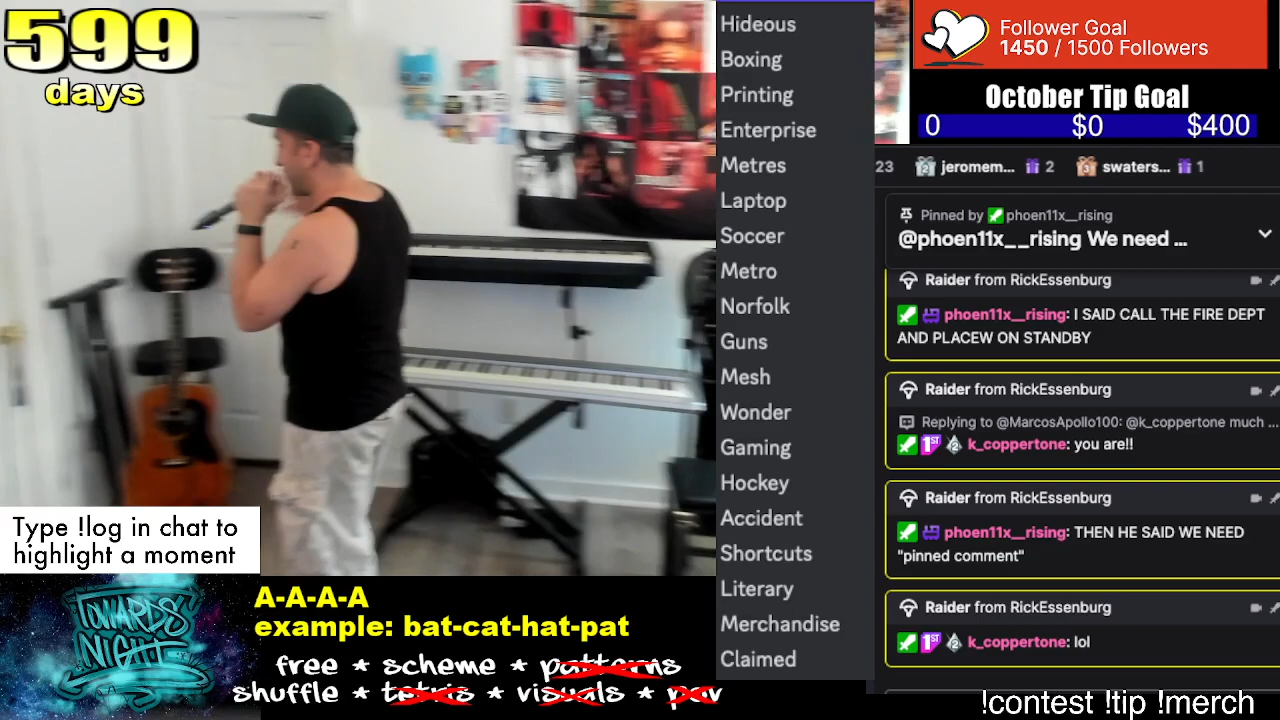 599
days
Type !log in chat to
highlight a moment
TOWARDS
NIGHT
A-A-A-A
example: bat-cat-hat-pat
free * scheme * patterns
shuffle * tetris * visuals * pov
Hideous
Boxing
Printing
Enterprise
Metres
Laptop
Soccer
Metro
Norfolk
Guns
Mesh
Wonder
Gaming
Hockey
Accident
Shortcuts
Literary
Merchandise
Claimed
Follower Goal
1450 / 1500 Followers
October Tip Goal
0 $0 $400
23 jeromem... 2 swaters... 1
Pinned by phoen11x__rising
@phoen11x__rising We need ...
Raider from RickEssenburg
phoen11x__rising: I SAID CALL THE FIRE DEPT
AND PLACEW ON STANDBY
Raider from RickEssenburg
Replying to @MarcosApollo100: @k_coppertone much ...
k_coppertone: you are!!
Raider from RickEssenburg
phoen11x__rising: THEN HE SAID WE NEED
"pinned comment"
Raider from RickEssenburg
k_coppertone: lol
!contest !tip !merch